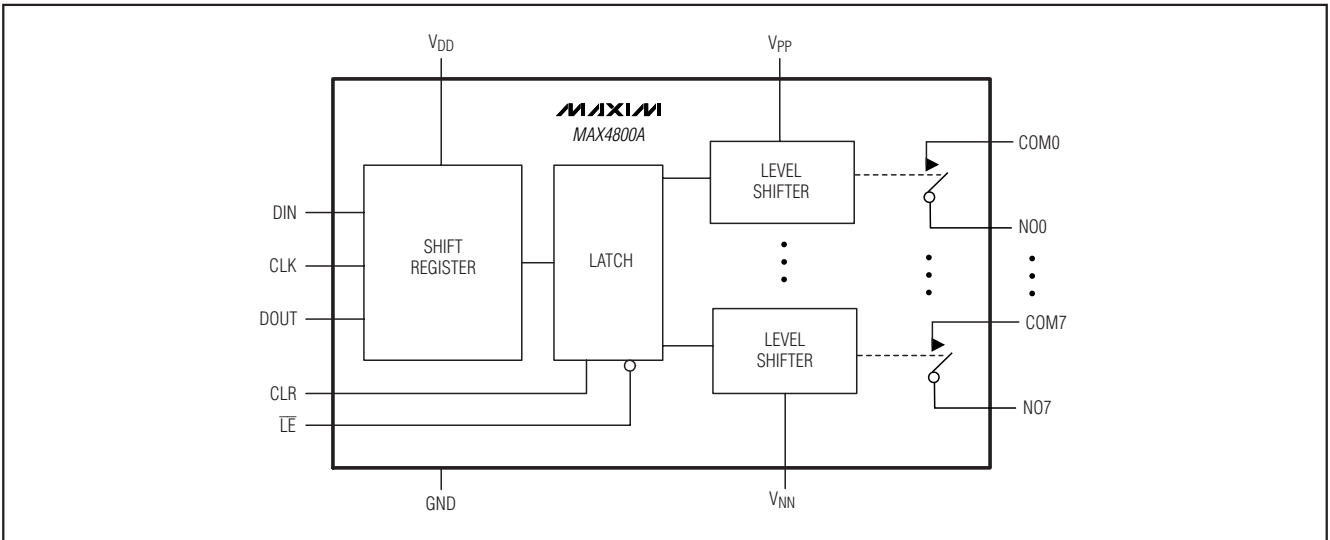 VDD
VPP
MAXIM
MAX4800A
COM0
LEVEL
SHIFTER
DIN
NO0
SHIFT
REGISTER
LATCH
CLK
DOUT
COM7
LEVEL
SHIFTER
CLR
NO7
LE
GND
VNN